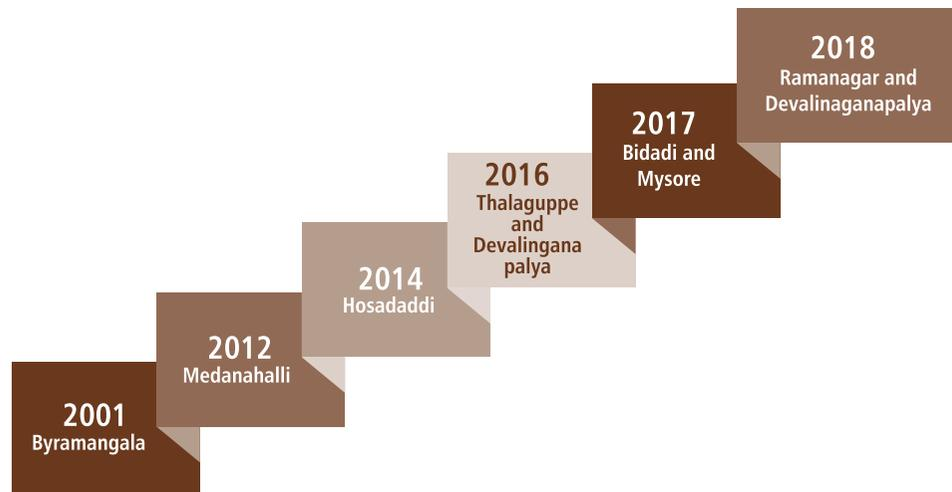 2001
Byramangala
2012
Medanahalli
2014
Hosadaddi
2016
Thalaguppe
and
Devalingana
palya
2017
Bidadi and
Mysore
2018
Ramanagar and
Devalinaganapalya